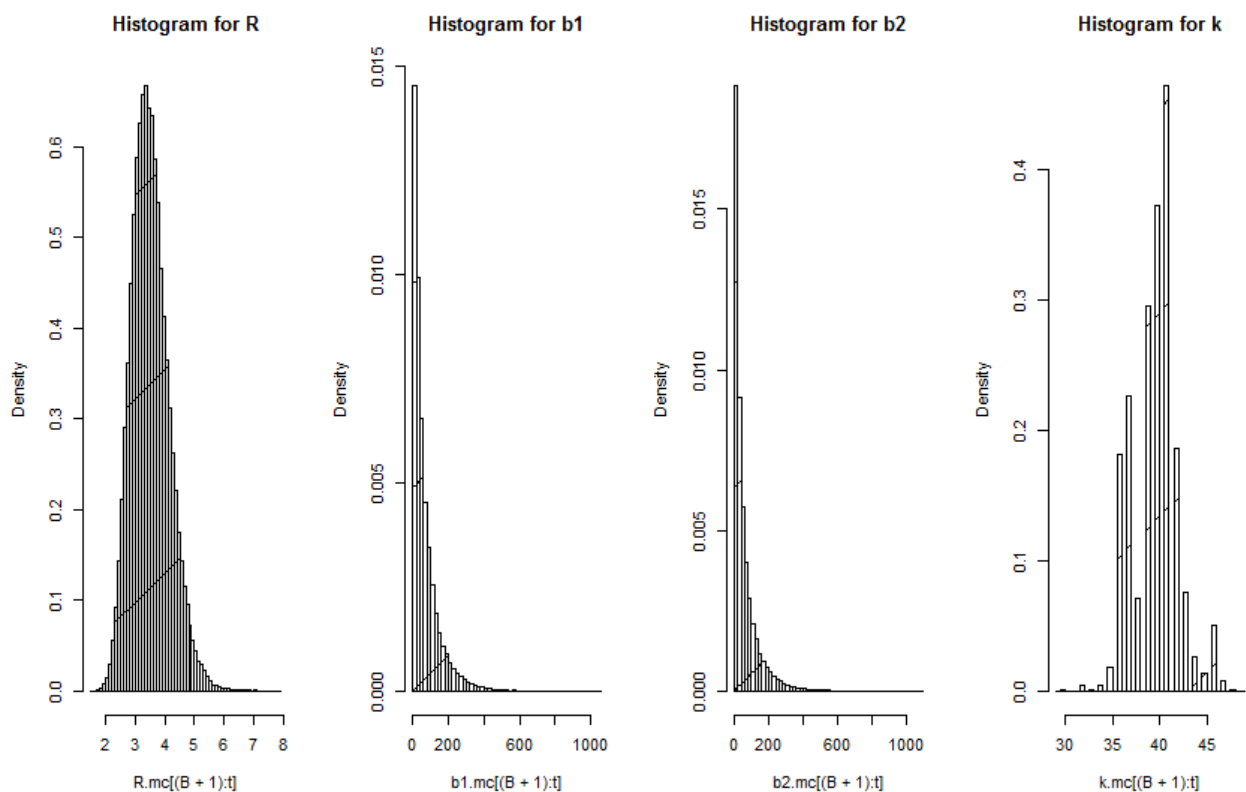 Histogram for R
Density
0.0 0.1 0.2 0.3 0.4 0.5 0.6
2 3 4 5 6 7 8
R.mc[(B + 1):t]
Histogram for b1
Density
0.000 0.005 0.010 0.015
0 200 600 1000
b1.mc[(B + 1):t]
Histogram for b2
Density
0.000 0.005 0.010 0.015
0 200 600 1000
b2.mc[(B + 1):t]
Histogram for k
Density
0.0 0.1 0.2 0.3 0.4
30 35 40 45
k.mc[(B + 1):t]